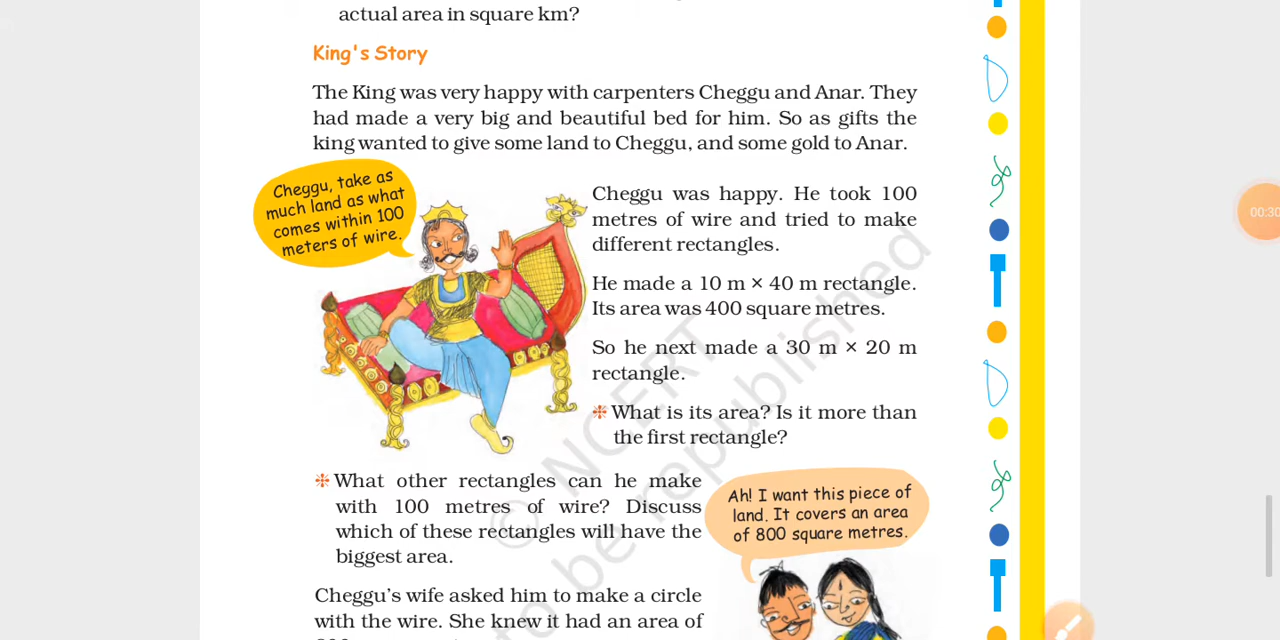 actual area in square km?
King's Story
The King was very happy with carpenters Cheggu and Anar. They
had made a very big and beautiful bed for him. So as gifts the
king wanted to give some land to Cheggu, and some gold to Anar.
Cheggu, take as
much land as what
comes within 100
meters of wire.
Cheggu was happy. He took 100
metres of wire and tried to make
different rectangles.
He made a 10 m × 40 m rectangle.
Its area was 400 square metres.
So he next made a 30 m × 20 m
rectangle.
❉ What is its area? Is it more than
the first rectangle?
❉ What other rectangles can he make
with 100 metres of wire? Discuss
which of these rectangles will have the
biggest area.
Ah! I want this piece of
land. It covers an area
of 800 square metres.
Cheggu's wife asked him to make a circle
with the wire. She knew it had an area of
© NCERT
to be republished
00:30